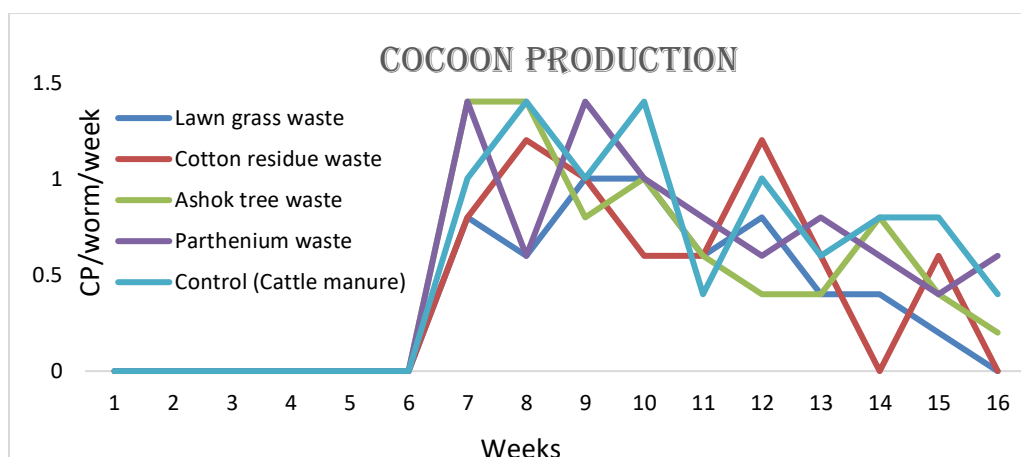 COCOON PRODUCTION
1.5
1
0.5
0
CP/worm/week
Lawn grass waste
Cotton residue waste
Ashok tree waste
Parthenium waste
Control (Cattle manure)
1 2 3 4 5 6 7 8 9 10 11 12 13 14 15 16
Weeks